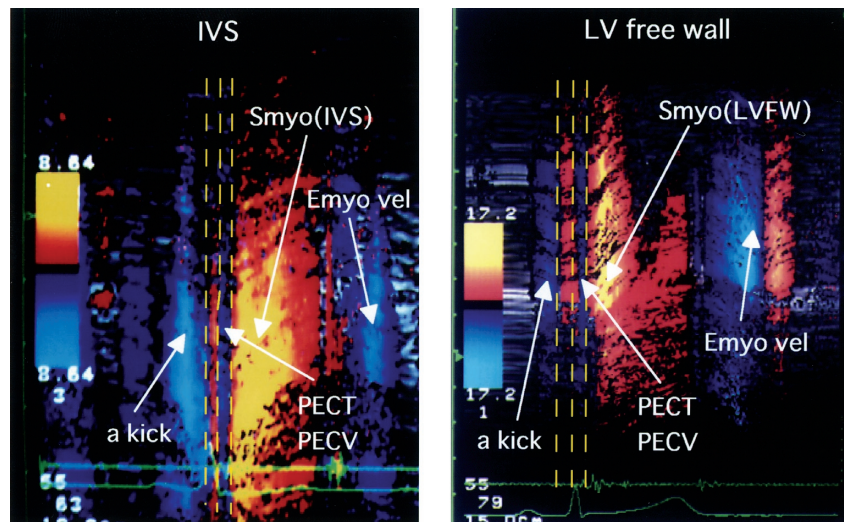 IVS
Smyo(IVS)
8.64
Emyo vel
8.64
3
a kick
PECT
PECV
55
63
LV free wall
Smyo(LVFW)
17.2
Emyo vel
17.2
1
a kick
PECT
PECV
55
79